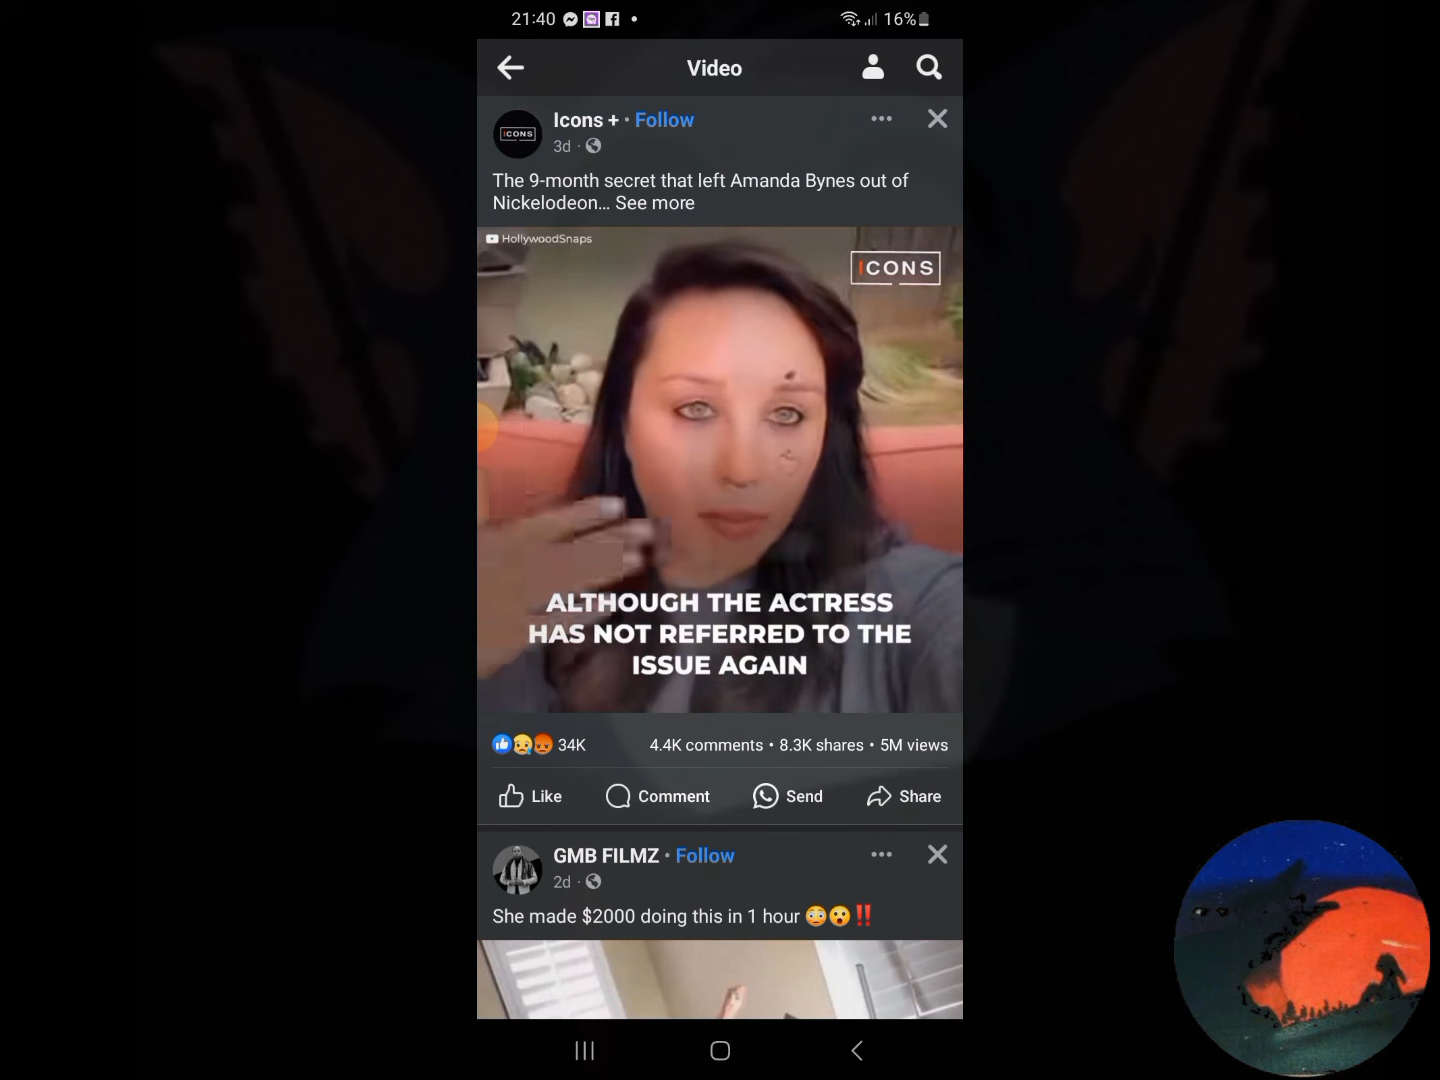 21:40
16%
Video
ICONS
Icons + · Follow
3d ·
The 9-month secret that left Amanda Bynes out of
Nickelodeon... See more
HollywoodSnaps
ICONS
ALTHOUGH THE ACTRESS
HAS NOT REFERRED TO THE
ISSUE AGAIN
34K
4.4K comments • 8.3K shares • 5M views
Like
Comment
Send
Share
GMB FILMZ · Follow
2d ·
She made $2000 doing this in 1 hour 😳😮‼️